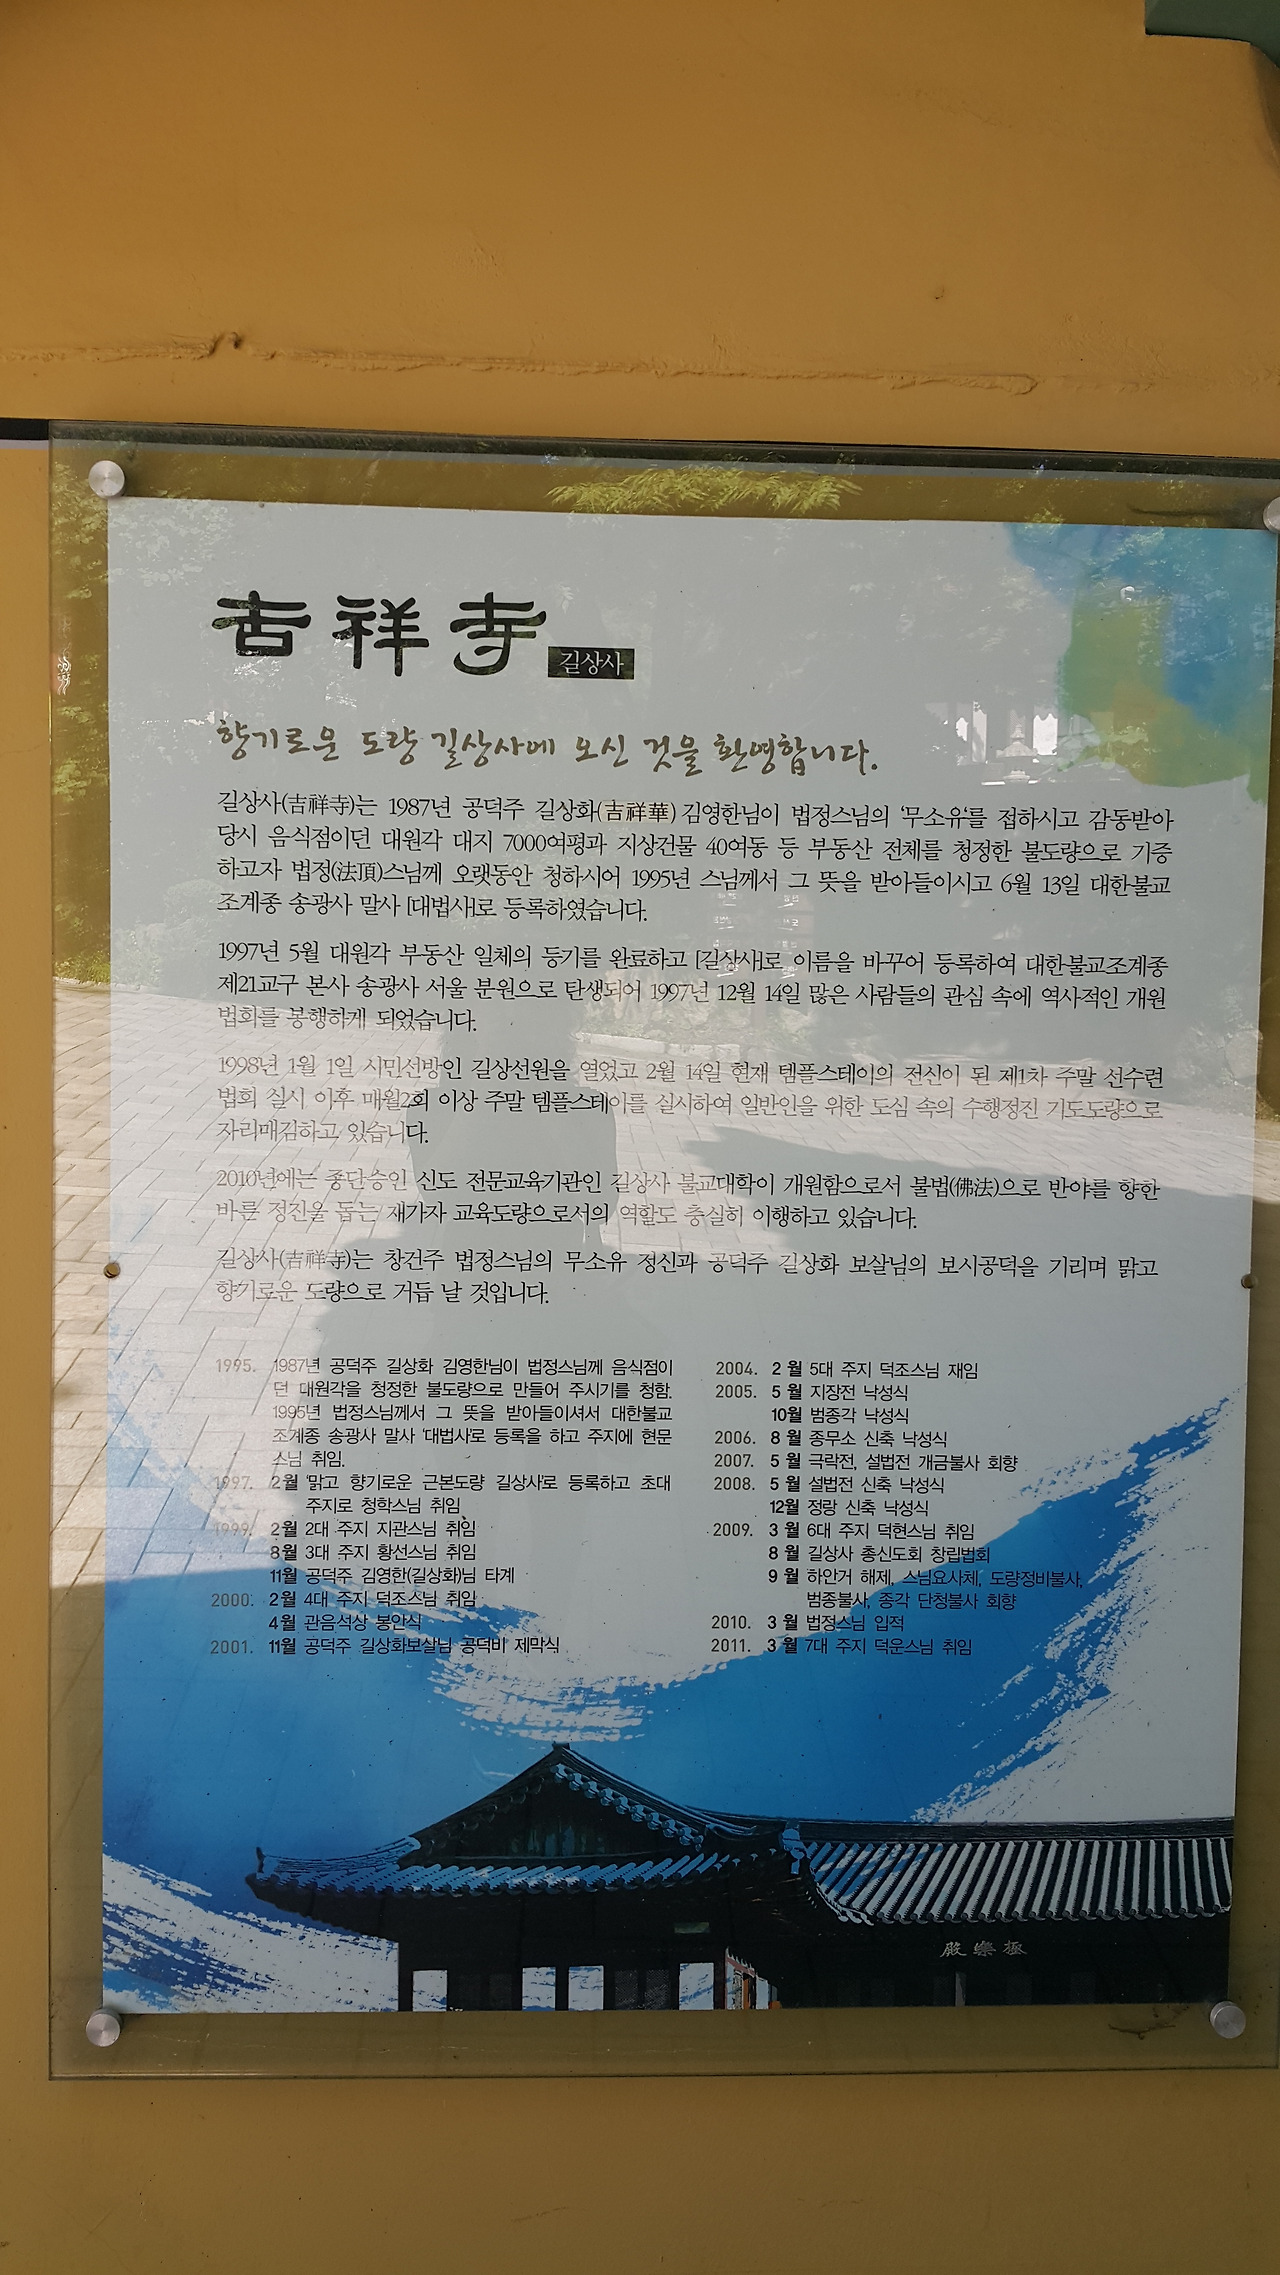 吉祥寺 길상사
향기로운 도량 길상사에 오신 것을 환영합니다.
길상사(吉祥寺)는 1987년 공덕주 길상화(吉祥華)김영한님이 법정스님의 '무소유'를 접하시고 감동받아
당시 음식점이던 대원각 대지 7000여평과 지상건물 40여동 등 부동산 전체를 청정한 불도량으로 기증
하고자 법정(法頂)스님께 오랫동안 청하시어 1995년 스님께서 그 뜻을 받아들이시고 6월 13일 대한불교
조계종 송광사 말사 [대법사]로 등록하였습니다.
1997년 5월 대원각 부동산 일체의 등기를 완료하고 [길상사]로 이름을 바꾸어 등록하여 대한불교조계종
제21교구 본사 송광사 서울 분원으로 탄생되어 1997년 12월 14일 많은 사람들의 관심 속에 역사적인 개원
법회를 봉행하게 되었습니다.
1998년 1월 1일 시민선방인 길상선원을 열었고 2월 14일 현재 템플스테이의 전신이 된 제1차 주말 선수련
법회 실시 이후 매월2회 이상 주말 템플스테이를 실시하여 일반인을 위한 도심 속의 수행정진 기도도량으로
자리매김하고 있습니다.
2010년에는 종단승인 신도 전문교육기관인 길상사 불교대학이 개원함으로서 불법(佛法)으로 반야를 향한
바른 정진을 돕는 재가자 교육도량으로서의 역할도 충실히 이행하고 있습니다.
길상사(吉祥寺)는 창건주 법정스님의 무소유 정신과 공덕주 길상화 보살님의 보시공덕을 기리며 맑고
향기로운 도량으로 거듭 날 것입니다.
1995. 1987년 공덕주 길상화 김영한님이 법정스님께 음식점이
던 대원각을 청정한 불도량으로 만들어 주시기를 청함.
1995년 법정스님께서 그 뜻을 받아들이셔서 대한불교
조계종 송광사 말사 '대법사'로 등록을 하고 주지에 현문
스님 취임.
1997. 2월 '맑고 향기로운 근본도량 길상사'로 등록하고 초대
주지로 청학스님 취임
1999. 2월 2대 주지 지관스님 취임
8월 3대 주지 황선스님 취임
11월 공덕주 김영한(길상화)님 타계
2000. 2월 4대 주지 덕조스님 취임
4월 관음석상 봉안식
2001. 11월 공덕주 길상화보살님 공덕비 제막식
2004. 2 월 5대 주지 덕조스님 재임
2005. 5 월 지장전 낙성식
10월 범종각 낙성식
2006. 8 월 종무소 신축 낙성식
2007. 5 월 극락전, 설법전 개금불사 회향
2008. 5 월 설법전 신축 낙성식
12월 정랑 신축 낙성식
2009. 3 월 6대 주지 덕현스님 취임
8 월 길상사 총신도회 창립법회
9 월 하안거 해제, 스님요사체, 도량정비불사,
범종불사, 종각 단청불사 회향
2010. 3 월 법정스님 입적
2011. 3 월 7대 주지 덕운스님 취임
殿樂極